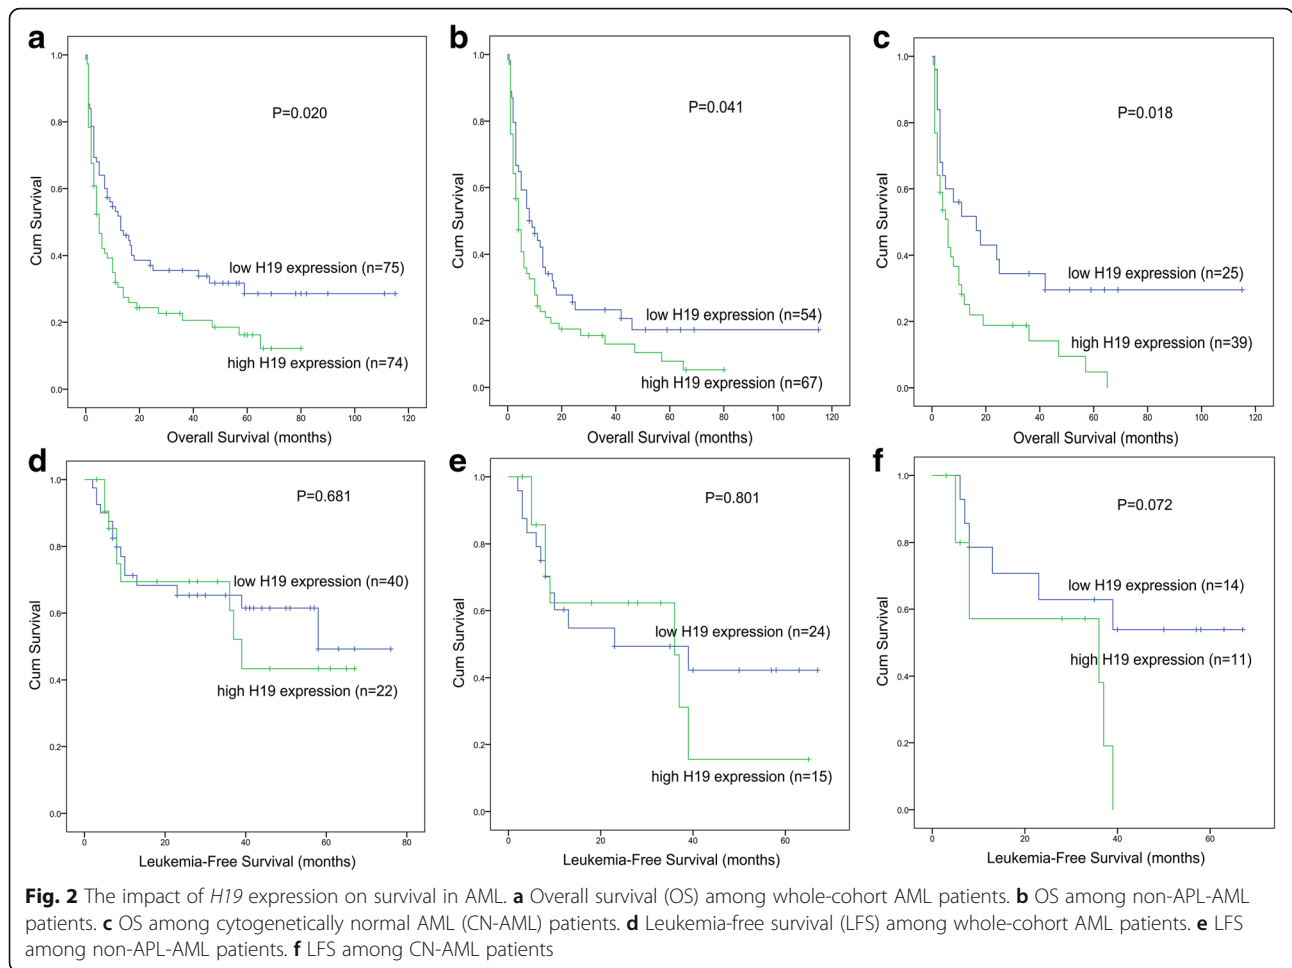 a
P=0.020
Cum Survival
1.0
0.8
0.6
0.4
0.2
0.0
low H19 expression (n=75)
high H19 expression (n=74)
0 20 40 60 80 100 120
Overall Survival (months)
b
P=0.041
Cum Survival
1.0
0.8
0.6
0.4
0.2
0.0
low H19 expression (n=54)
high H19 expression (n=67)
0 20 40 60 80 100 120
Overall Survival (months)
c
P=0.018
Cum Survival
1.0
0.8
0.6
0.4
0.2
0.0
low H19 expression (n=25)
high H19 expression (n=39)
0 20 40 60 80 100 120
Overall Survival (months)
d
P=0.681
Cum Survival
1.0
0.8
0.6
0.4
0.2
0.0
low H19 expression (n=40)
high H19 expression (n=22)
0 20 40 60 80
Leukemia-Free Survival (months)
e
P=0.801
Cum Survival
1.0
0.8
0.6
0.4
0.2
0.0
low H19 expression (n=24)
high H19 expression (n=15)
0 20 40 60
Leukemia-Free Survival (months)
f
P=0.072
Cum Survival
1.0
0.8
0.6
0.4
0.2
0.0
low H19 expression (n=14)
high H19 expression (n=11)
0 20 40 60
Leukemia-Free Survival (months)
Fig. 2 The impact of H19 expression on survival in AML. a Overall survival (OS) among whole-cohort AML patients. b OS among non-APL-AML
patients. c OS among cytogenetically normal AML (CN-AML) patients. d Leukemia-free survival (LFS) among whole-cohort AML patients. e LFS
among non-APL-AML patients. f LFS among CN-AML patients